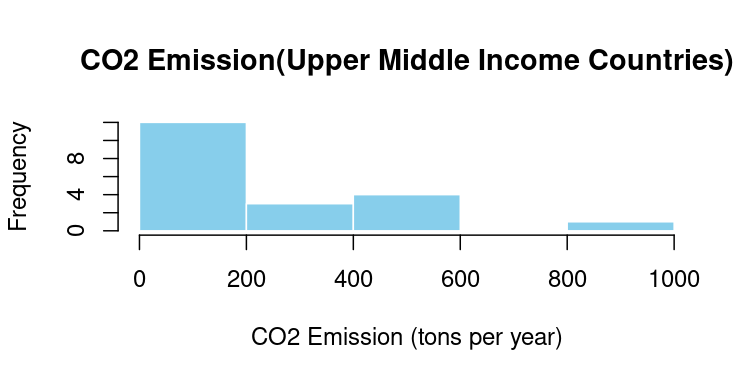 CO2 Emission(Upper Middle Income Countries)
Frequency
8
4
0
0 200 400 600 800 1000
CO2 Emission (tons per year)